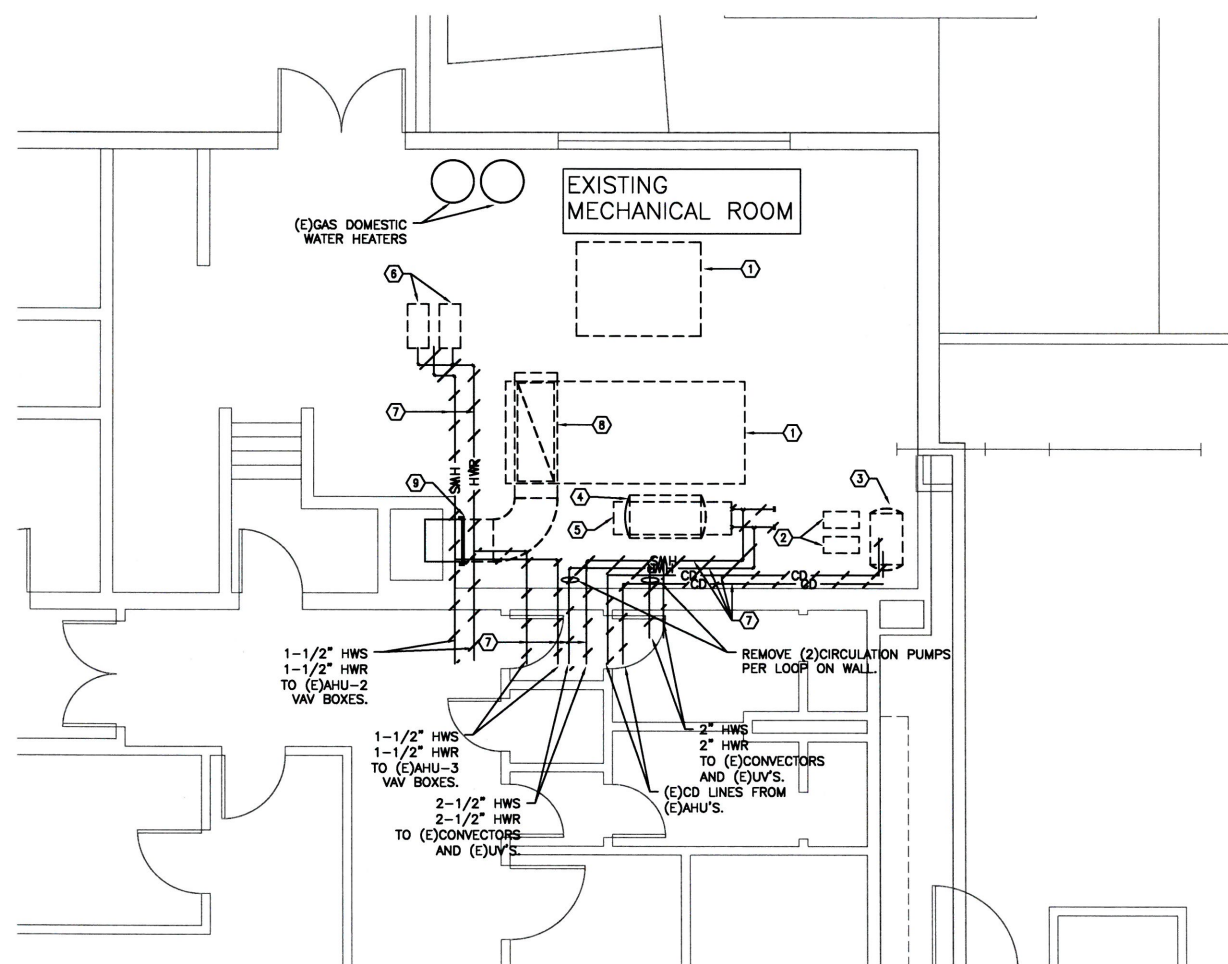 EXISTING
MECHANICAL ROOM
(E)GAS DOMESTIC
WATER HEATERS
6
1
7
8
1
9
HWS
HWR
4
5
3
2
HWS
CD
CD
CD
CD
7
7
1-1/2" HWS
1-1/2" HWR
TO (E)AHU-2
VAV BOXES.
REMOVE (2)CIRCULATION PUMPS
PER LOOP ON WALL.
1-1/2" HWS
1-1/2" HWR
TO (E)AHU-3
VAV BOXES.
2" HWS
2" HWR
TO (E)CONVECTORS
AND (E)UV'S.
(E)CD LINES FROM
(E)AHU'S.
2-1/2" HWS
2-1/2" HWR
TO (E)CONVECTORS
AND (E)UV'S.